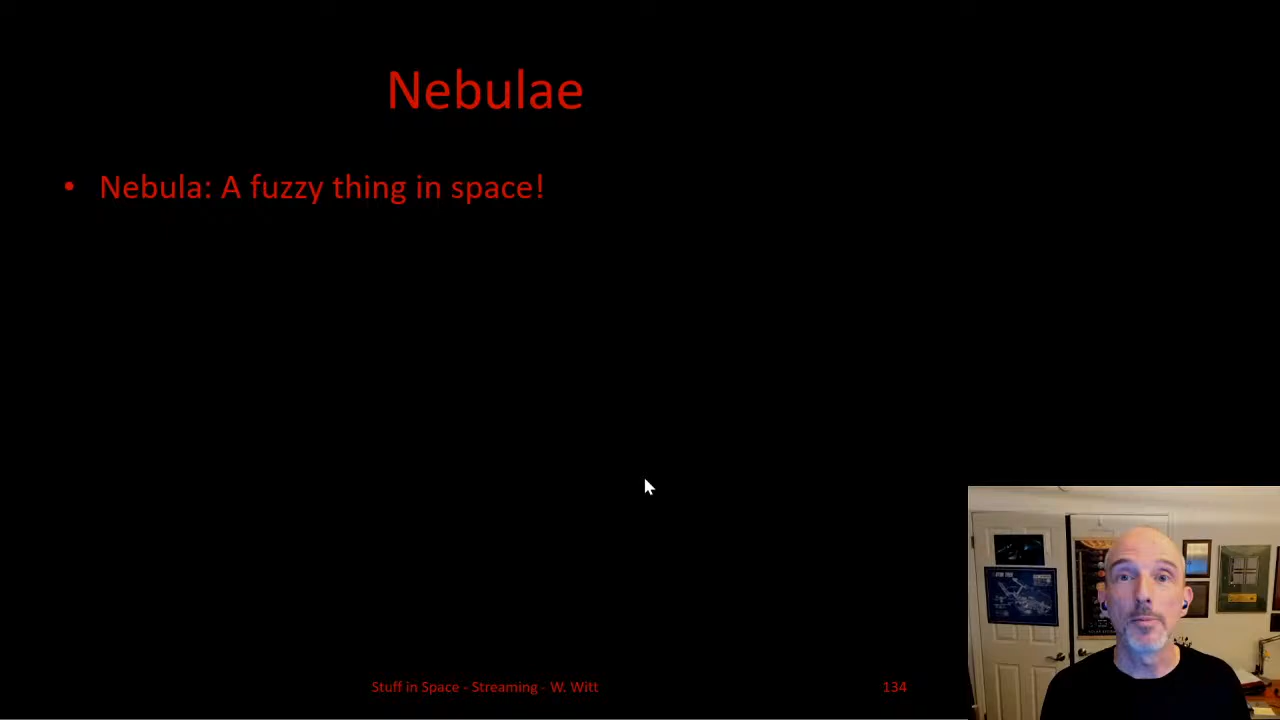 Nebulae
• Nebula: A fuzzy thing in space!
Stuff in Space - Streaming - W. Witt
134